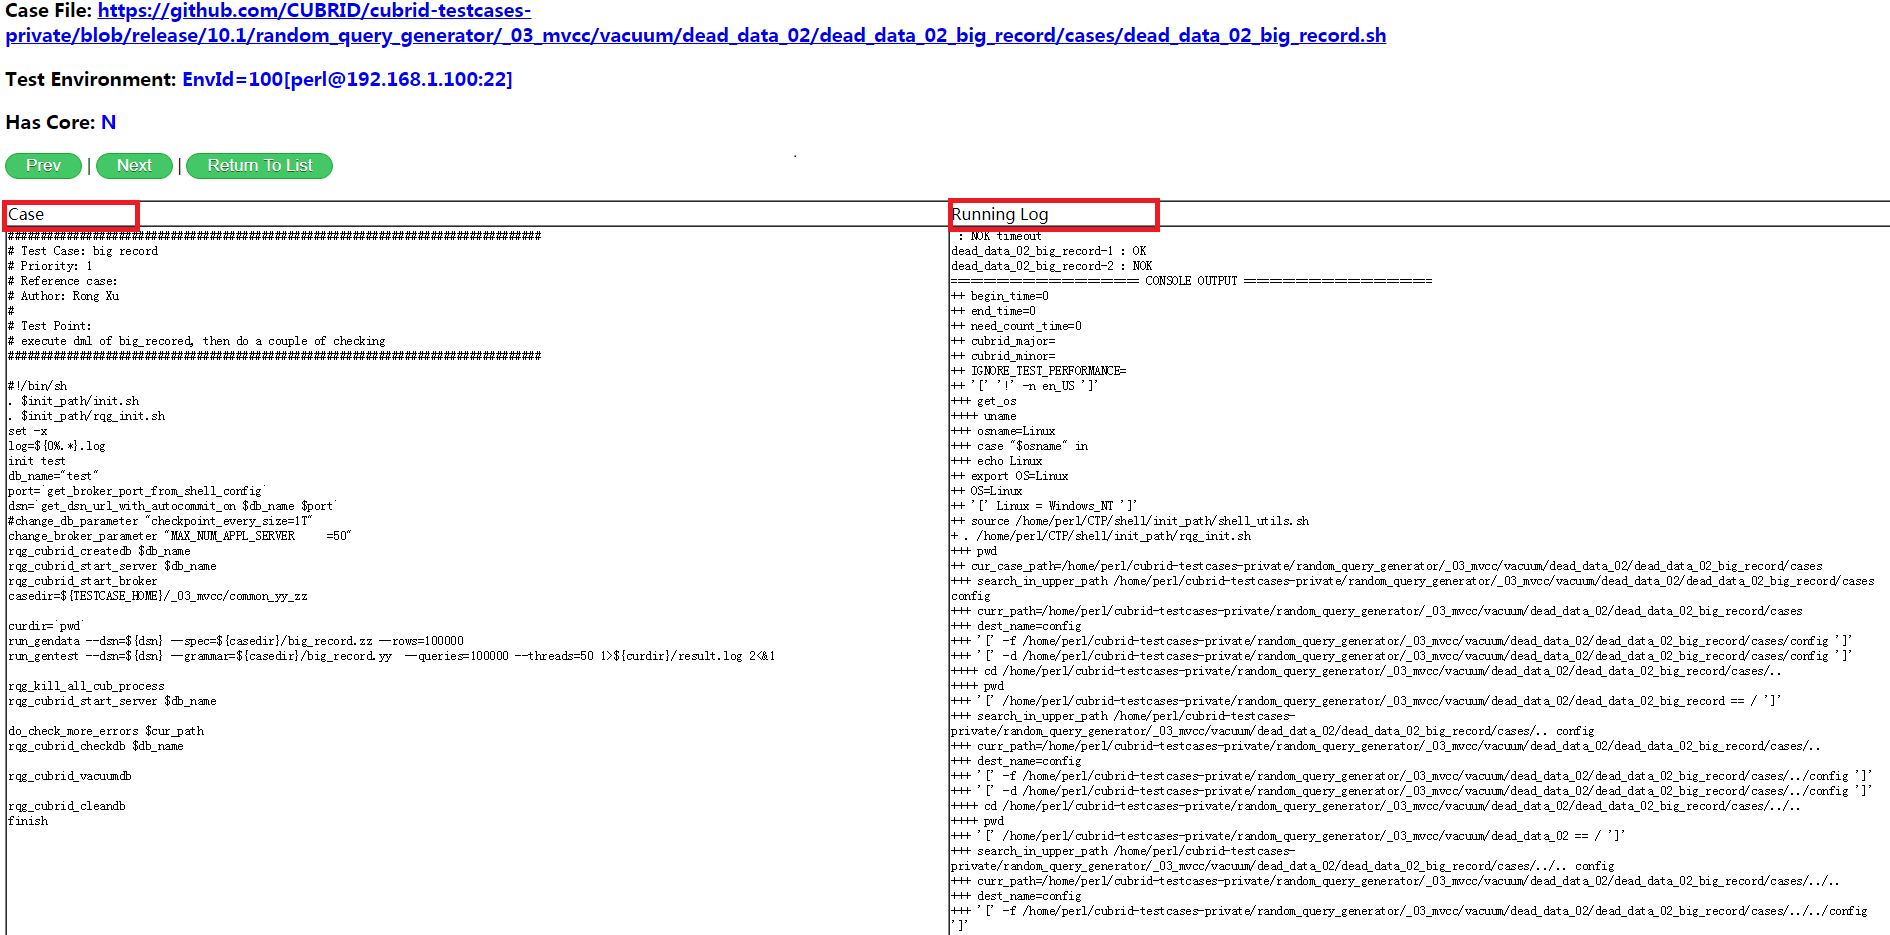 Case File: https://github.com/CUBRID/cubrid-testcases-
private/blob/release/10.1/random_query_generator/_03_mvcc/vacuum/dead_data_02/dead_data_02_big_record/cases/dead_data_02_big_record.sh
Test Environment: EnvId=100[perl@192.168.1.100:22]
Has Core: N
Prev | Next | Return To List
Case
################################################################################
# Test Case: big record
# Priority: 1
# Reference case:
# Author: Rong Xu
#
# Test Point:
# execute dml of big_recored, then do a couple of checking
################################################################################
#!/bin/sh
. $init_path/init.sh
. $init_path/rqg_init.sh
set -x
log=${0%.*}.log
init test
db_name="test"
port=`get_broker_port_from_shell_config`
dsn=`get_dsn_url_with_autocommit_on $db_name $port`
#change_db_parameter "checkpoint_every_size=1T"
change_broker_parameter "MAX_NUM_APPL_SERVER     =50"
rqg_cubrid_createdb $db_name
rqg_cubrid_start_server $db_name
rqg_cubrid_start_broker
casedir=${TESTCASE_HOME}/_03_mvcc/common_yy_zz
curdir=`pwd`
run_gendata --dsn=${dsn} --spec=${casedir}/big_record.zz --rows=100000
run_gentest --dsn=${dsn} --grammar=${casedir}/big_record.yy  --queries=100000 --threads=50 1>${curdir}/result.log 2<&1
rqg_kill_all_cub_process
rqg_cubrid_start_server $db_name
do_check_more_errors $cur_path
rqg_cubrid_checkdb $db_name
rqg_cubrid_vacuumdb
rqg_cubrid_cleandb
finish
Running Log
: NOK timeout
dead_data_02_big_record-1 : OK
dead_data_02_big_record-2 : NOK
============================= CONSOLE OUTPUT =============================
++ begin_time=0
++ end_time=0
++ need_count_time=0
++ cubrid_major=
++ cubrid_minor=
++ IGNORE_TEST_PERFORMANCE=
++ '[' '!' -n en_US ']'
+++ get_os
++++ uname
+++ osname=Linux
+++ case "$osname" in
+++ echo Linux
++ export OS=Linux
++ OS=Linux
++ '[' Linux = Windows_NT ']'
++ source /home/perl/CTP/shell/init_path/shell_utils.sh
+ . /home/perl/CTP/shell/init_path/rqg_init.sh
+++ pwd
++ cur_case_path=/home/perl/cubrid-testcases-private/random_query_generator/_03_mvcc/vacuum/dead_data_02/dead_data_02_big_record/cases
+++ search_in_upper_path /home/perl/cubrid-testcases-private/random_query_generator/_03_mvcc/vacuum/dead_data_02/dead_data_02_big_record/cases
config
+++ curr_path=/home/perl/cubrid-testcases-private/random_query_generator/_03_mvcc/vacuum/dead_data_02/dead_data_02_big_record/cases
+++ dest_name=config
+++ '[' -f /home/perl/cubrid-testcases-private/random_query_generator/_03_mvcc/vacuum/dead_data_02/dead_data_02_big_record/cases/config ']'
+++ '[' -d /home/perl/cubrid-testcases-private/random_query_generator/_03_mvcc/vacuum/dead_data_02/dead_data_02_big_record/cases/config ']'
++++ cd /home/perl/cubrid-testcases-private/random_query_generator/_03_mvcc/vacuum/dead_data_02/dead_data_02_big_record/cases/..
++++ pwd
+++ '[' /home/perl/cubrid-testcases-private/random_query_generator/_03_mvcc/vacuum/dead_data_02/dead_data_02_big_record == / ']'
+++ search_in_upper_path /home/perl/cubrid-testcases-
private/random_query_generator/_03_mvcc/vacuum/dead_data_02/dead_data_02_big_record/cases/.. config
+++ curr_path=/home/perl/cubrid-testcases-private/random_query_generator/_03_mvcc/vacuum/dead_data_02/dead_data_02_big_record/cases/..
+++ dest_name=config
+++ '[' -f /home/perl/cubrid-testcases-private/random_query_generator/_03_mvcc/vacuum/dead_data_02/dead_data_02_big_record/cases/../config ']'
+++ '[' -d /home/perl/cubrid-testcases-private/random_query_generator/_03_mvcc/vacuum/dead_data_02/dead_data_02_big_record/cases/../config ']'
++++ cd /home/perl/cubrid-testcases-private/random_query_generator/_03_mvcc/vacuum/dead_data_02/dead_data_02_big_record/cases/../..
++++ pwd
+++ '[' /home/perl/cubrid-testcases-private/random_query_generator/_03_mvcc/vacuum/dead_data_02 == / ']'
+++ search_in_upper_path /home/perl/cubrid-testcases-
private/random_query_generator/_03_mvcc/vacuum/dead_data_02/dead_data_02_big_record/cases/../.. config
+++ curr_path=/home/perl/cubrid-testcases-private/random_query_generator/_03_mvcc/vacuum/dead_data_02/dead_data_02_big_record/cases/../..
+++ dest_name=config
+++ '[' -f /home/perl/cubrid-testcases-private/random_query_generator/_03_mvcc/vacuum/dead_data_02/dead_data_02_big_record/cases/../../config
']'